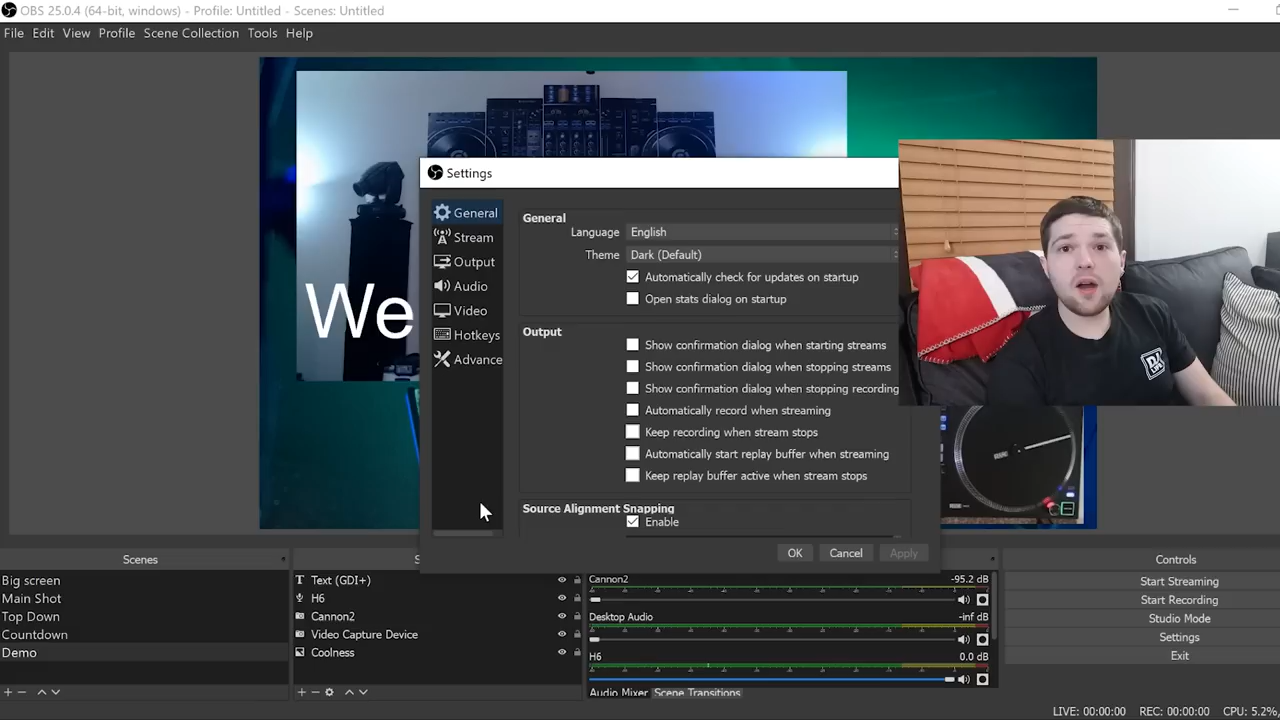 OBS 25.0.4 (64-bit, windows) - Profile: Untitled - Scenes: Untitled
File Edit View Profile Scene Collection Tools Help
We
Settings
General
Stream
Output
Audio
Video
Hotkeys
Advance
General
Language English
Theme Dark (Default)
Automatically check for updates on startup
Open stats dialog on startup
Output
Show confirmation dialog when starting streams
Show confirmation dialog when stopping streams
Show confirmation dialog when stopping recording
Automatically record when streaming
Keep recording when stream stops
Automatically start replay buffer when streaming
Keep replay buffer active when stream stops
Source Alignment Snapping
Enable
OK Cancel Apply
Scenes
Big screen
Main Shot
Top Down
Countdown
Demo
S
Text (GDI+)
H6
Cannon2
Video Capture Device
Coolness
Cannon2 -95.2 dB
Desktop Audio -inf dB
H6 0.0 dB
Audio Mixer Scene Transitions
Controls
Start Streaming
Start Recording
Studio Mode
Settings
Exit
LIVE: 00:00:00 REC: 00:00:00 CPU: 5.2%